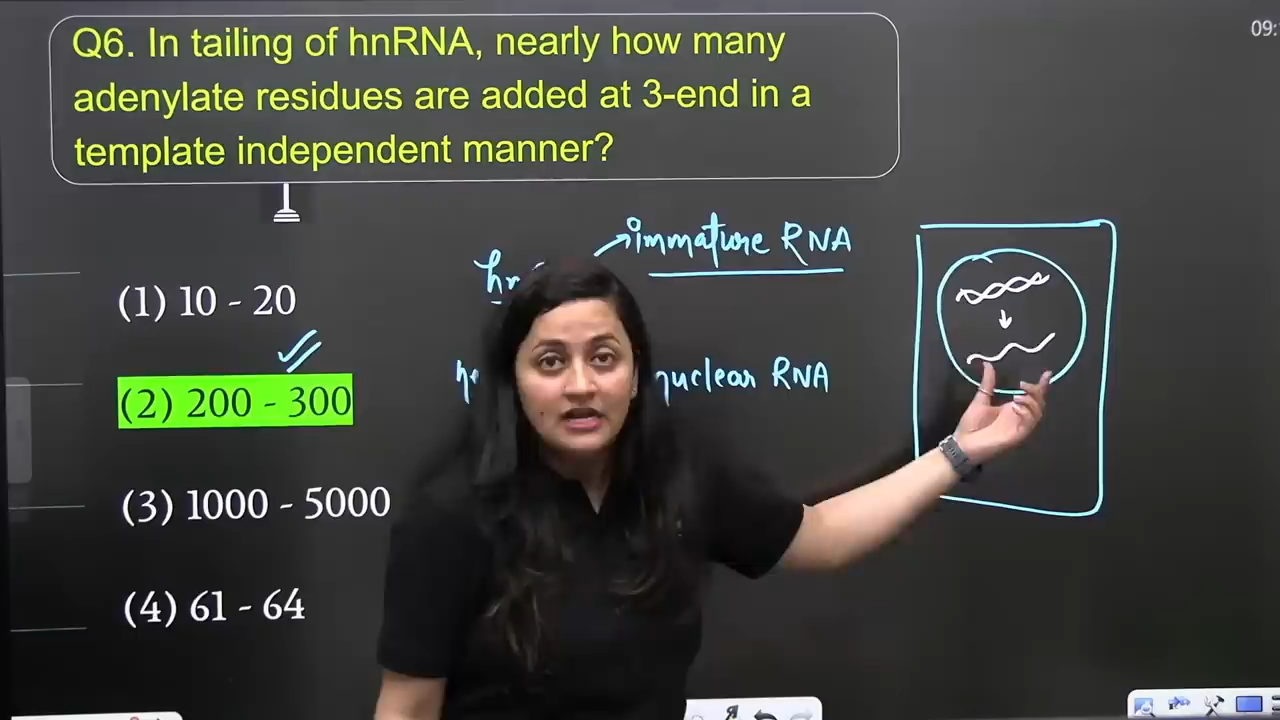 Q6. In tailing of hnRNA, nearly how many
adenylate residues are added at 3-end in a
template independent manner?
09:
immature RNA
(1) 10 - 20
nuclear RNA
(2) 200 - 300
(3) 1000 - 5000
(4) 61 - 64